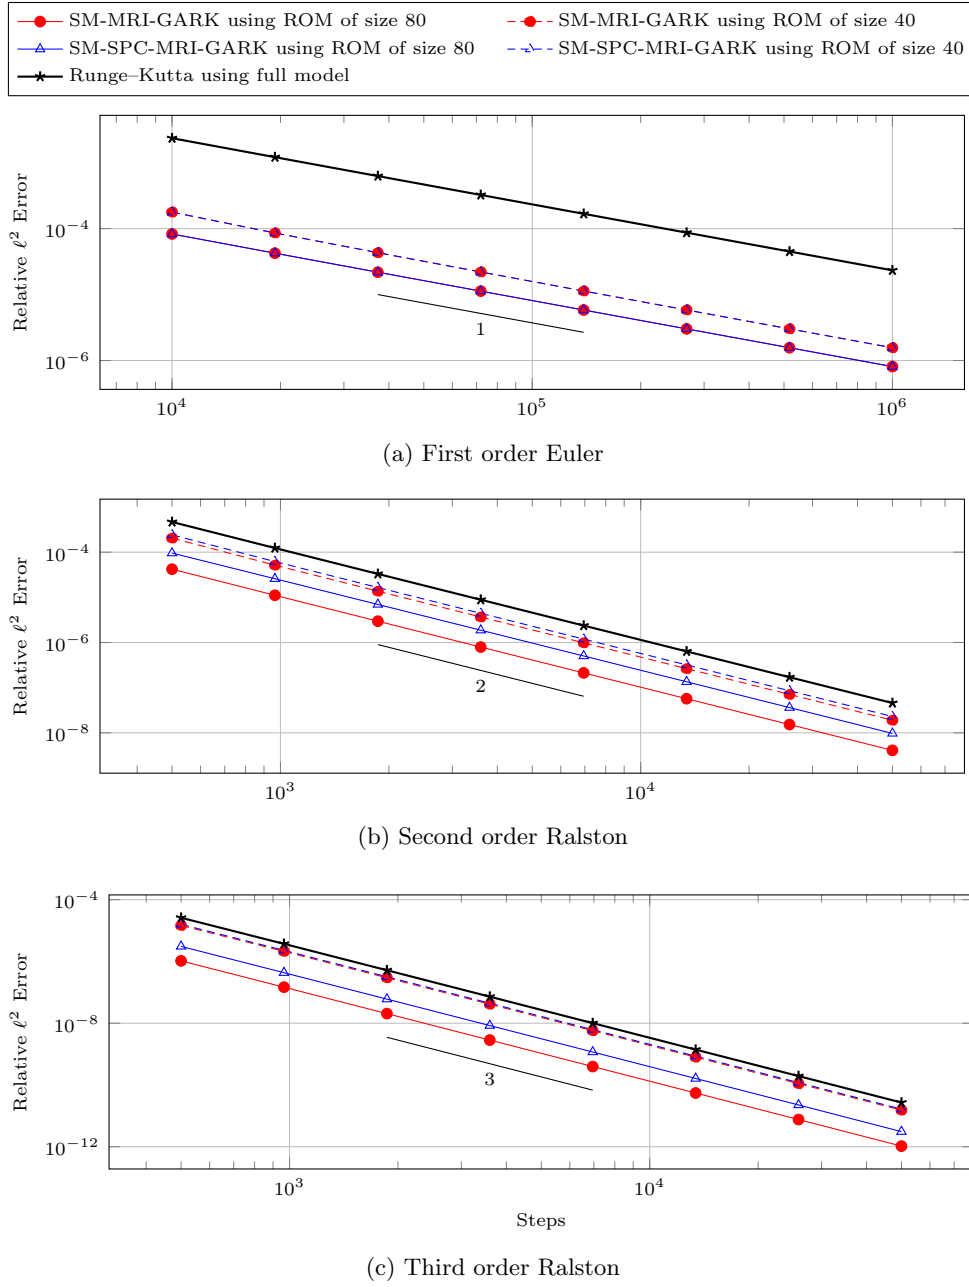 SM-MRI-GARK using ROM of size 80
SM-MRI-GARK using ROM of size 40
SM-SPC-MRI-GARK using ROM of size 80
SM-SPC-MRI-GARK using ROM of size 40
Runge–Kutta using full model
Relative ℓ² Error
10⁻⁴
10⁻⁶
1
10⁴
10⁵
10⁶
(a) First order Euler
Relative ℓ² Error
10⁻⁴
10⁻⁶
10⁻⁸
2
10³
10⁴
(b) Second order Ralston
Relative ℓ² Error
10⁻⁴
10⁻⁸
10⁻¹²
3
10³
10⁴
Steps
(c) Third order Ralston